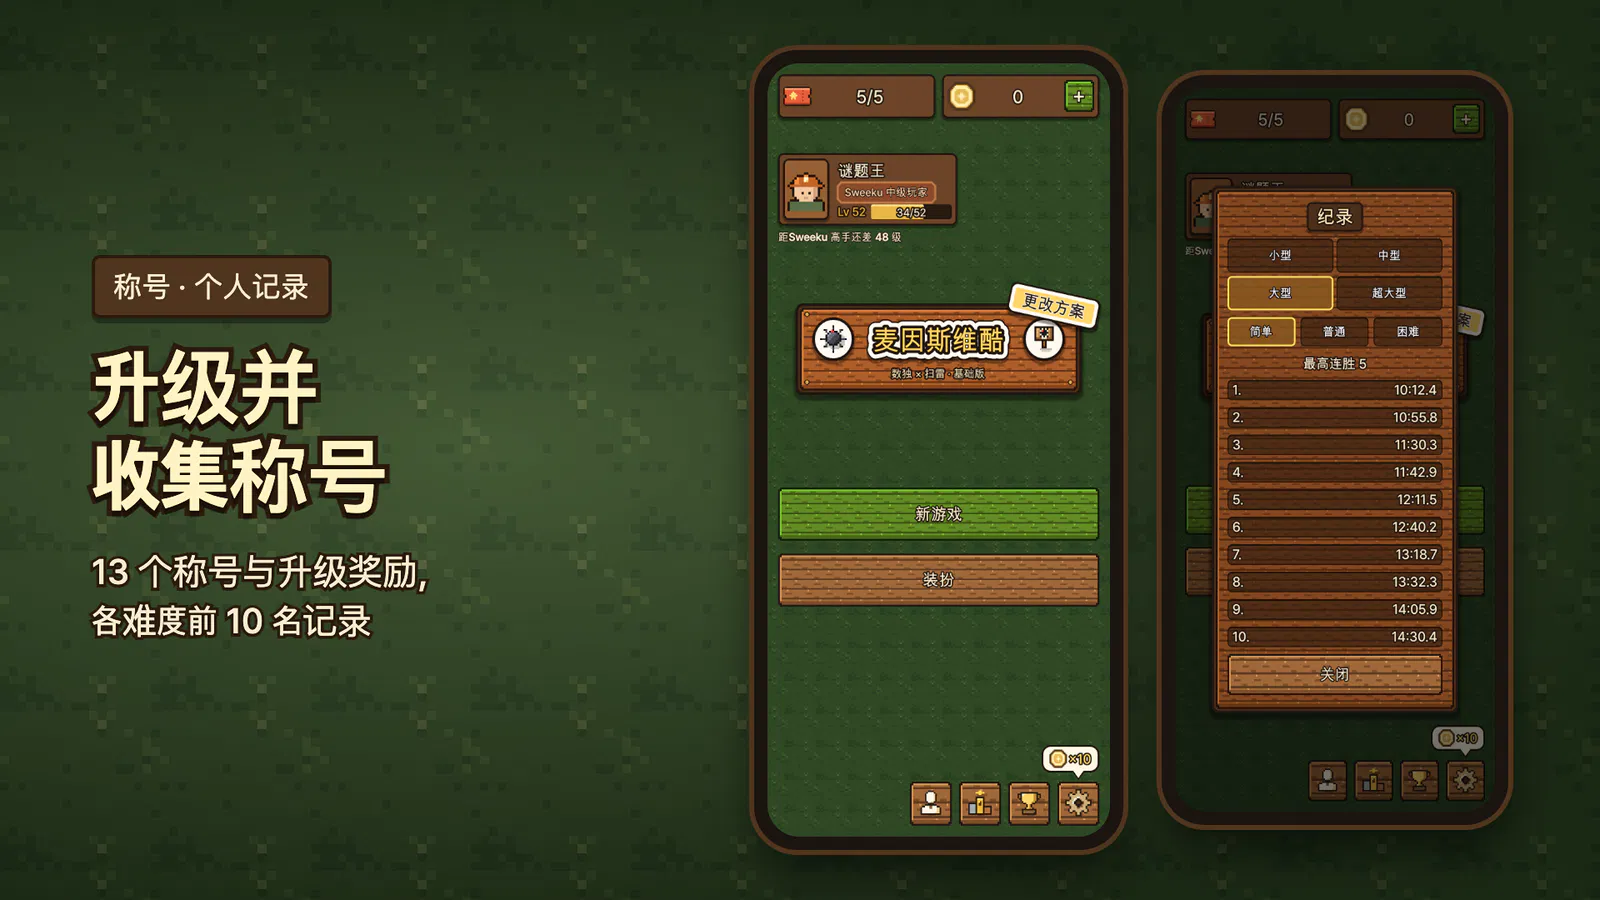 称号 · 个人记录
升级并
收集称号
13 个称号与升级奖励,
各难度前 10 名记录
5/5
0
+
谜题王
Sweeku 中级玩家
Lv 52
34/52
距Sweeku 高手还差 48 级
更改方案
麦因斯维酷
数独 × 扫雷 · 基础版
新游戏
装扮
×10
5/5
0
+
谜题王
距Sw
案
纪录
小型
中型
大型
超大型
简单
普通
困难
最高连胜 5
1. 10:12.4
2. 10:55.8
3. 11:30.3
4. 11:42.9
5. 12:11.5
6. 12:40.2
7. 13:18.7
8. 13:32.3
9. 14:05.9
10. 14:30.4
关闭
×10